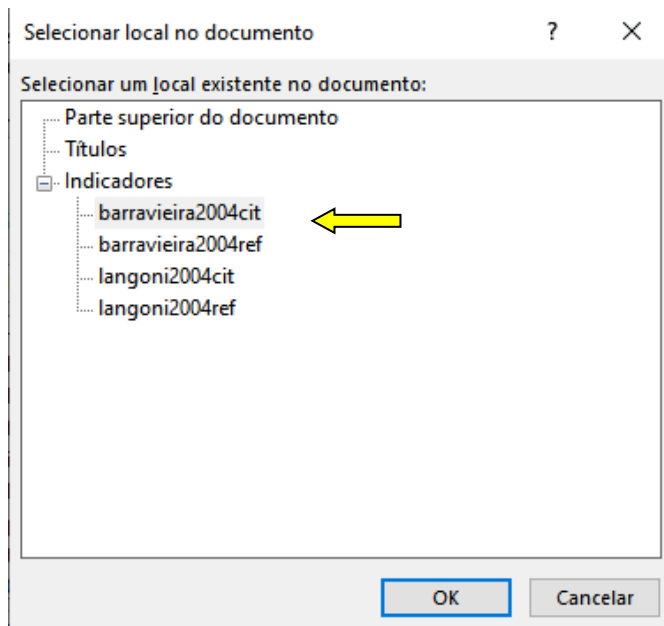 Selecionar local no documento ? ×
Selecionar um local existente no documento:
Parte superior do documento
Títulos
Indicadores
barravieira2004cit
barravieira2004ref
langoni2004cit
langoni2004ref
OK Cancelar